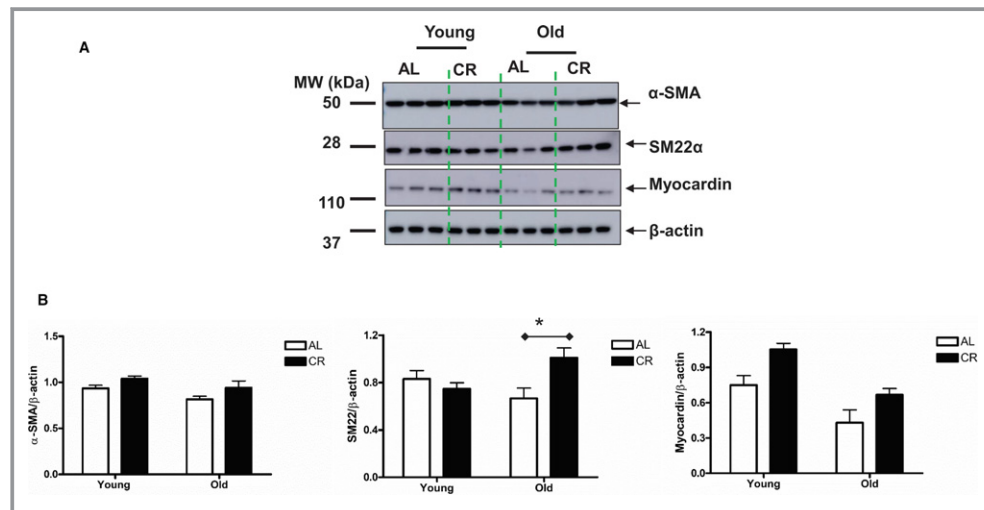 A
Young Old
AL CR AL CR
MW (kDa)
50 α-SMA
28 SM22α
Myocardin
110
β-actin
37
B
α-SMA/β-actin
1.5
1.0
0.5
0.0
Young Old
AL
CR
SM22/β-actin
1.2
0.8
0.4
0.0
*
Young Old
AL
CR
Myocardin/β-actin
1.2
0.9
0.6
0.3
0.0
Young Old
AL
CR